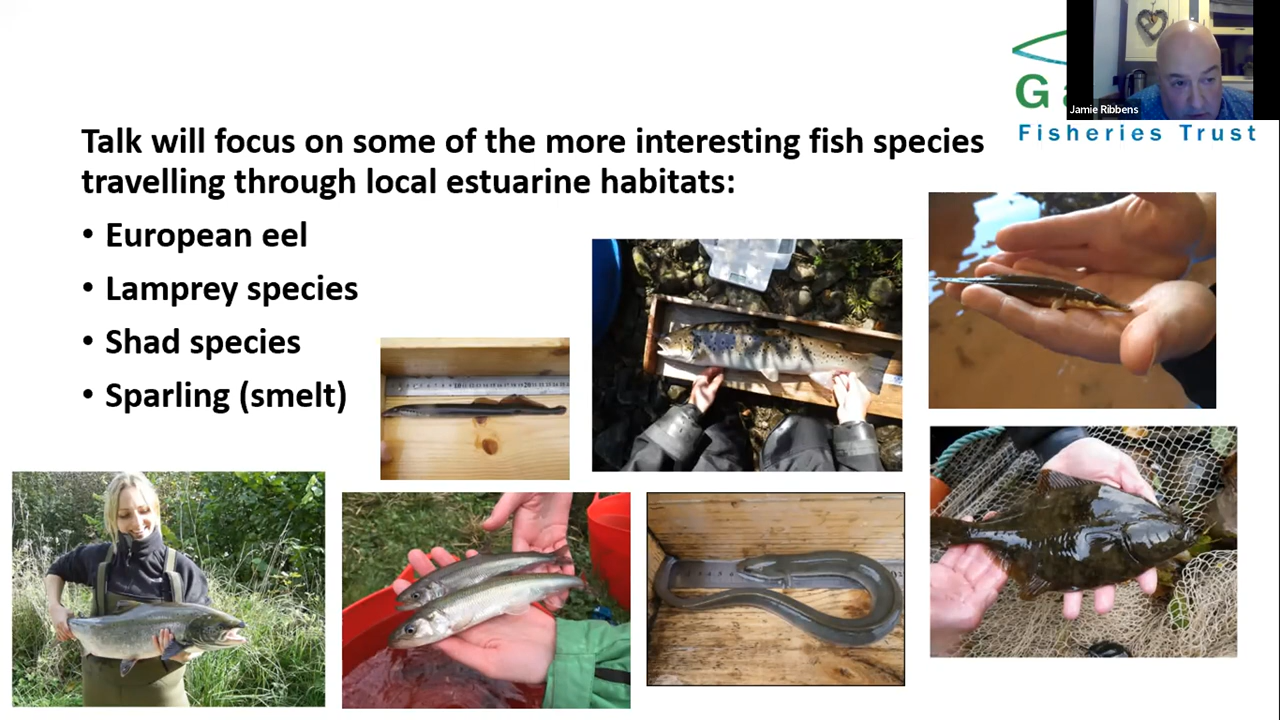 Talk will focus on some of the more interesting fish species
travelling through local estuarine habitats:
• European eel
• Lamprey species
• Shad species
• Sparling (smelt)
Fisheries Trust
Jamie Ribbens